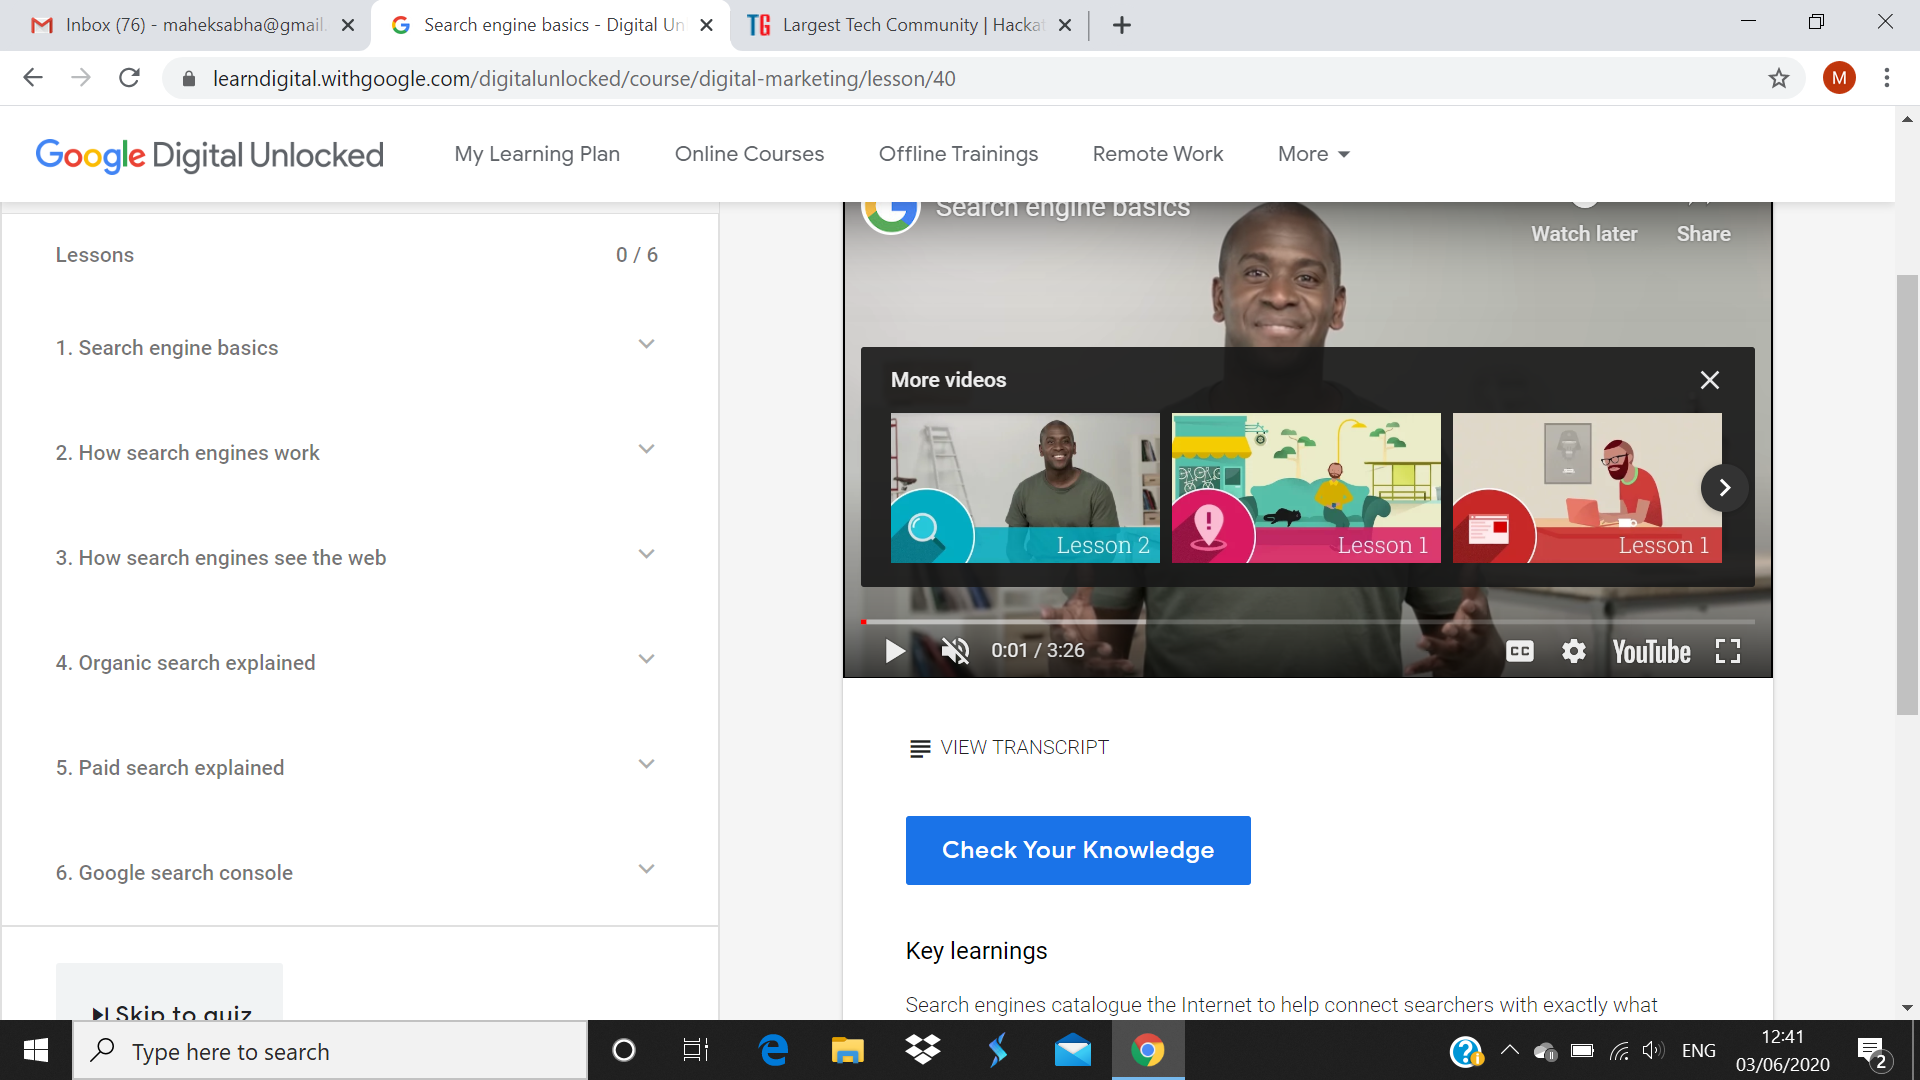 Inbox (76) - maheksabha@gmail.
Search engine basics - Digital Un
TG Largest Tech Community | Hackat
learndigital.withgoogle.com/digitalunlocked/course/digital-marketing/lesson/40
M
Google Digital Unlocked
My Learning Plan
Online Courses
Offline Trainings
Remote Work
More
Lessons
0 / 6
1. Search engine basics
2. How search engines work
3. How search engines see the web
4. Organic search explained
5. Paid search explained
6. Google search console
Skip to quiz
Search engine basics
Watch later
Share
More videos
Lesson 2
Lesson 1
Lesson 1
0:01 / 3:26
CC
YouTube
VIEW TRANSCRIPT
Check Your Knowledge
Key learnings
Search engines catalogue the Internet to help connect searchers with exactly what
Type here to search
ENG
12:41
03/06/2020
2